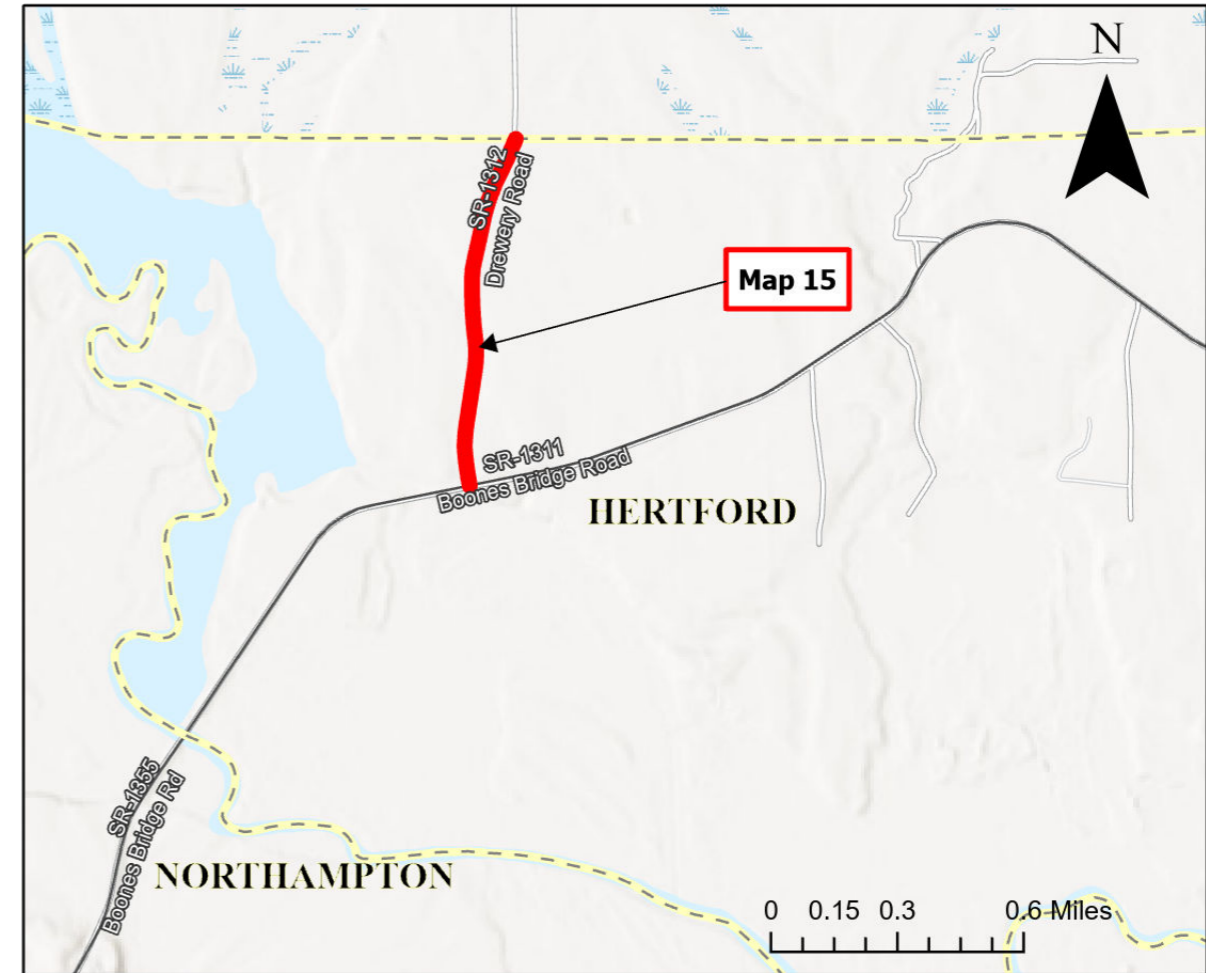 N
SR-1312
Drewery Road
Map 15
SR-1311
Boones Bridge Road
HERTFORD
SR-1355
Boones Bridge Rd
NORTHAMPTON
0 0.15 0.3 0.6 Miles